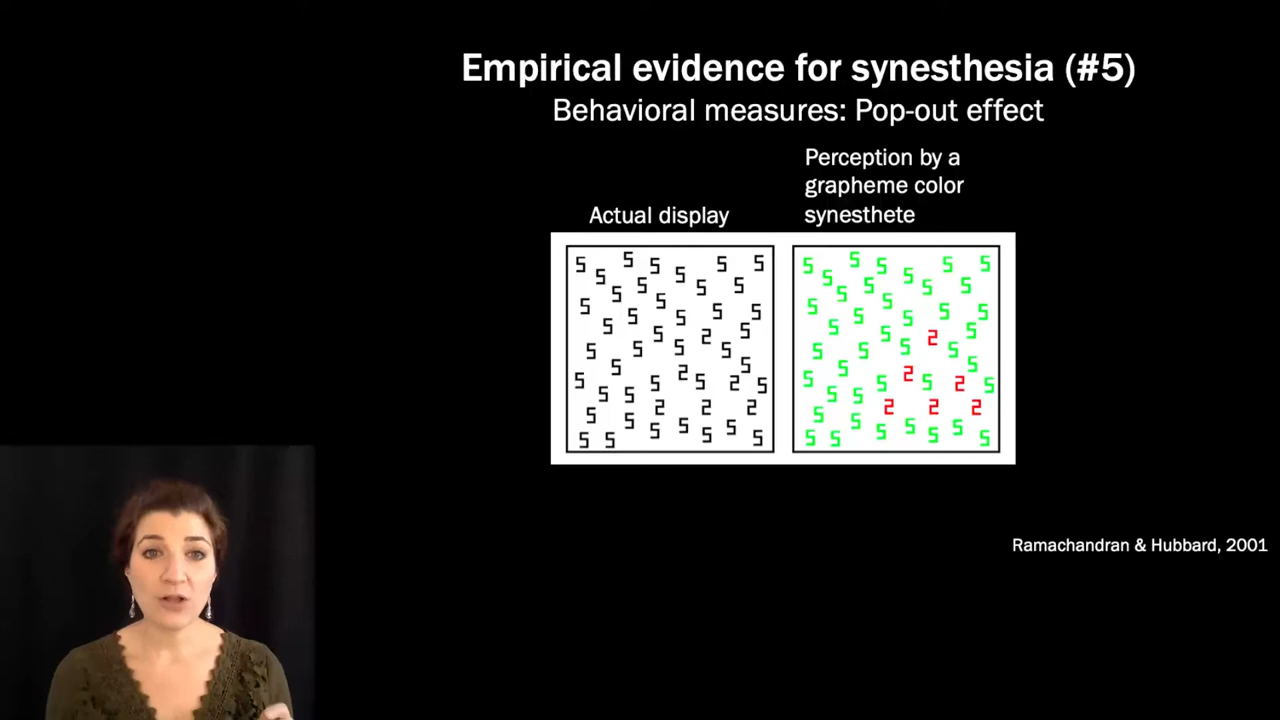 Empirical evidence for synesthesia (#5)
Behavioral measures: Pop-out effect
Actual display
Perception by a
grapheme color
synesthete
Ramachandran & Hubbard, 2001